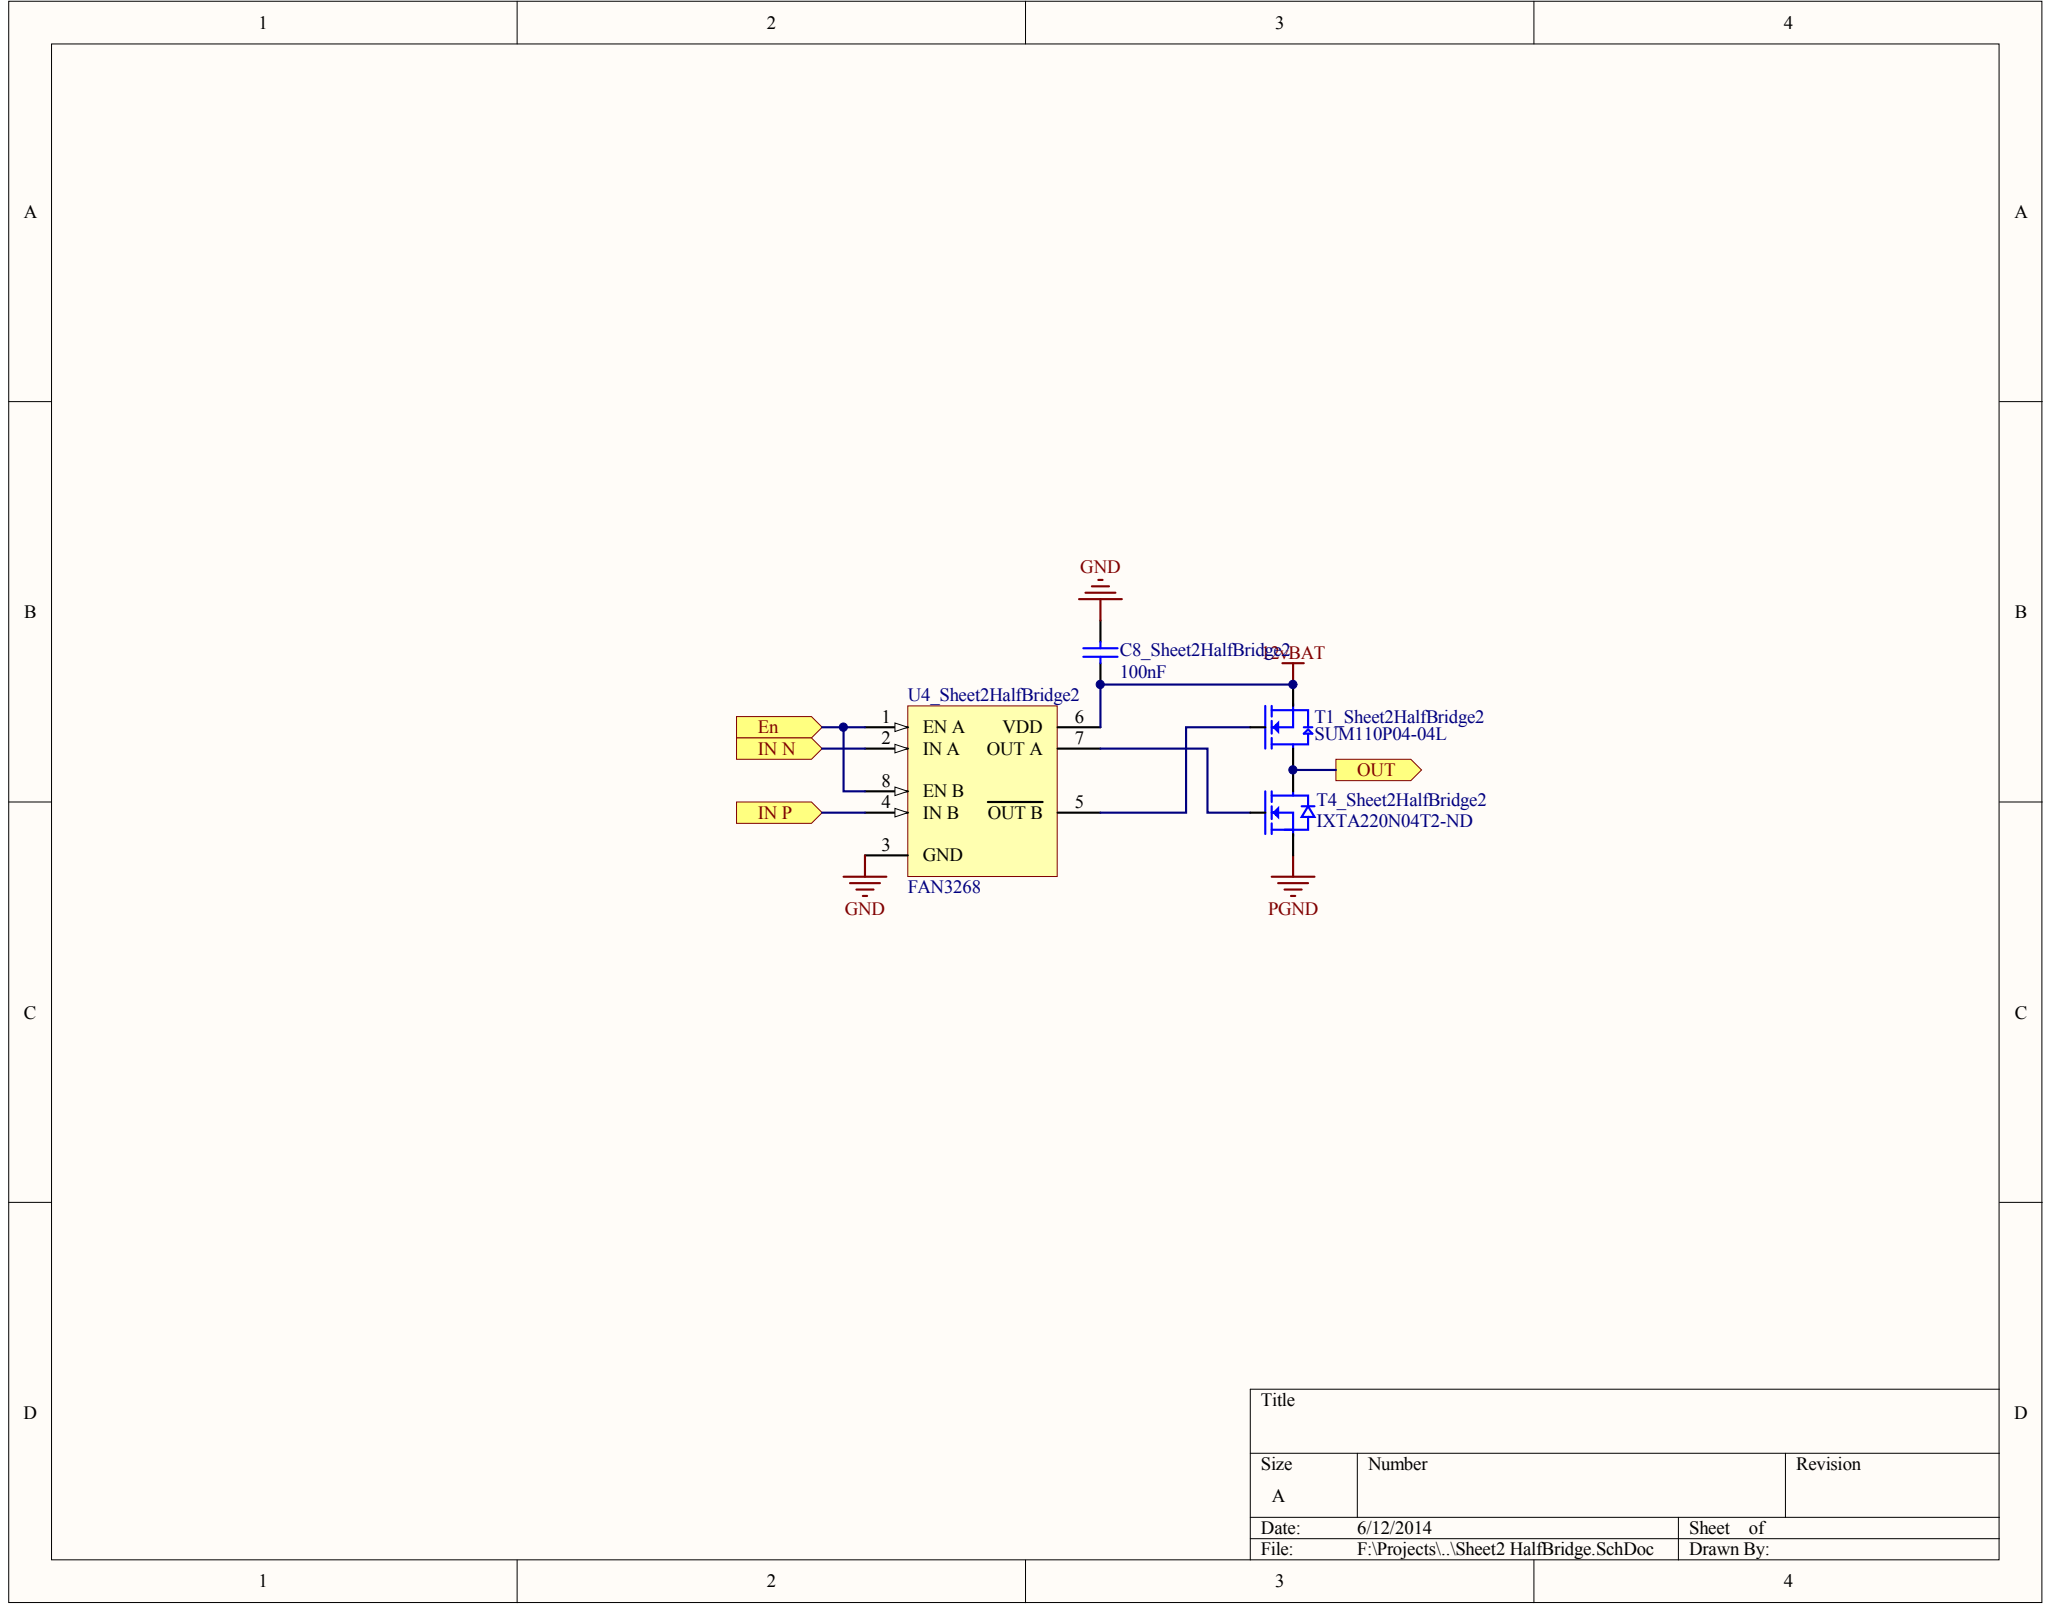 1 2 3 4
A A
GND
B B
C8_Sheet2HalfBridge2
100nF
U4_Sheet2HalfBridge2
En 1 EN A VDD 6
IN N 2 IN A OUT A 7
8 EN B
IN P 4 IN B OUT B 5
3 GND
FAN3268
GND
T1_Sheet2HalfBridge2
SUM110P04-04L
OUT
T4_Sheet2HalfBridge2
IXTA220N04T2-ND
PGND
C C
D D
Title
Size Number Revision
A
Date: 6/12/2014 Sheet of
File: F:\Projects\..\Sheet2 HalfBridge.SchDoc Drawn By:
1 2 3 4